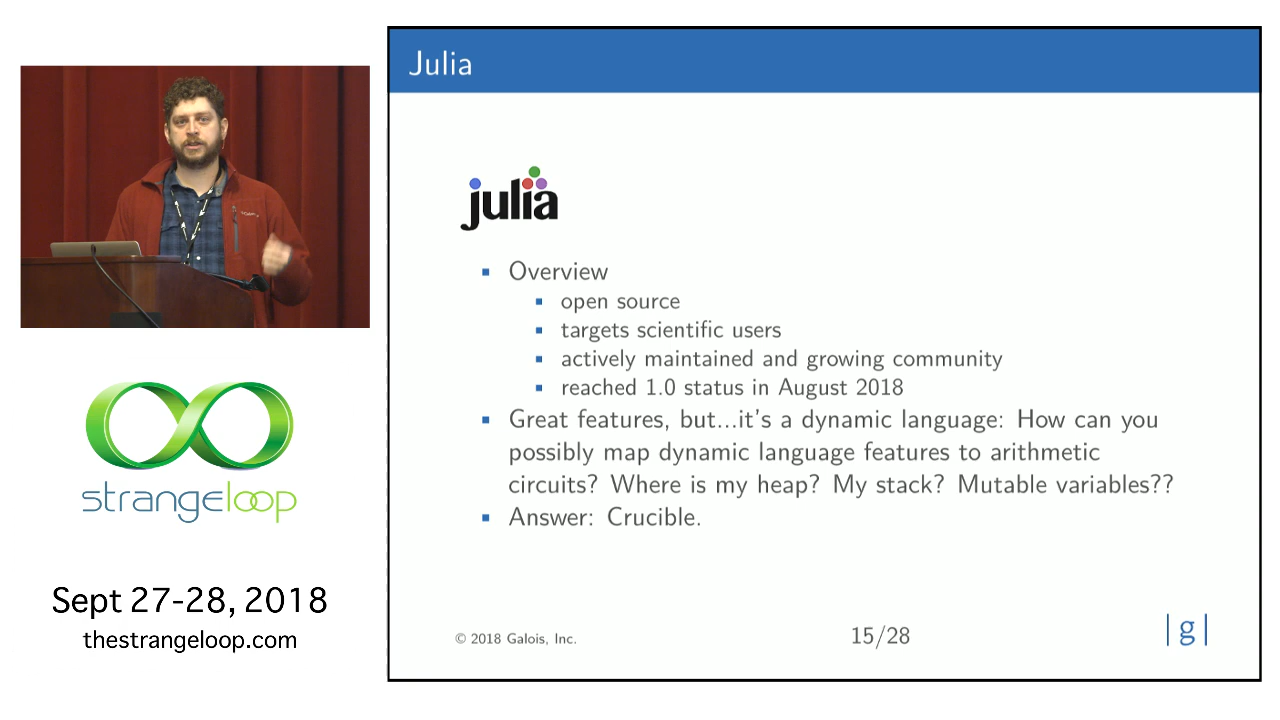 Julia
julia
Overview
open source
targets scientific users
actively maintained and growing community
reached 1.0 status in August 2018
Great features, but...it's a dynamic language: How can you
possibly map dynamic language features to arithmetic
circuits? Where is my heap? My stack? Mutable variables??
Answer: Crucible.
© 2018 Galois, Inc.
15/28
|g|
strangeloop
Sept 27-28, 2018
thestrangeloop.com